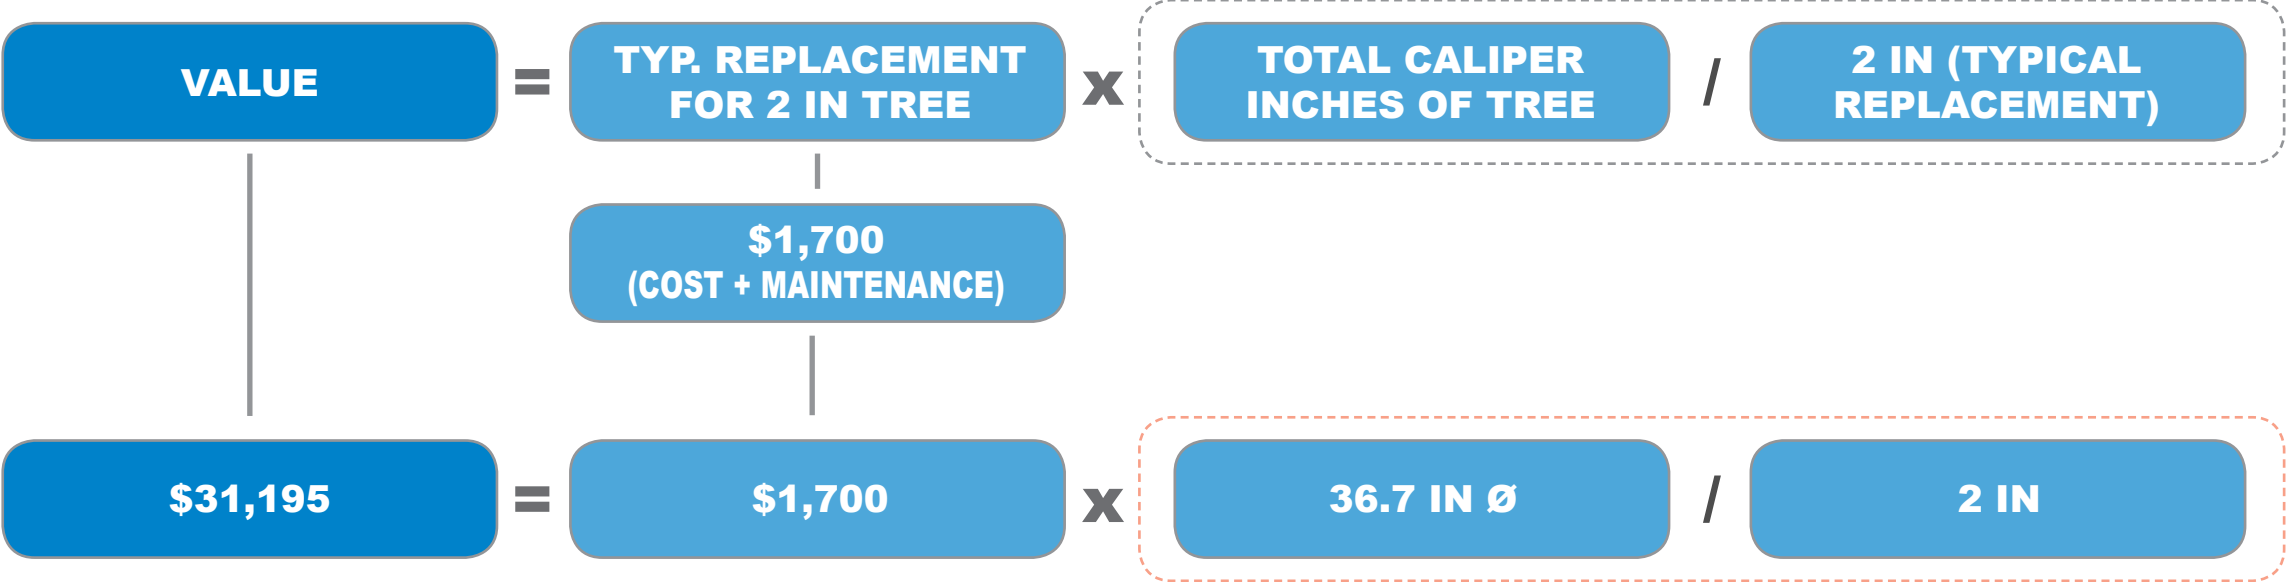 VALUE
=
TYP. REPLACEMENT
FOR 2 IN TREE
x
TOTAL CALIPER
INCHES OF TREE
/
2 IN (TYPICAL
REPLACEMENT)
$1,700
(COST + MAINTENANCE)
$31,195
=
$1,700
x
36.7 IN Ø
/
2 IN